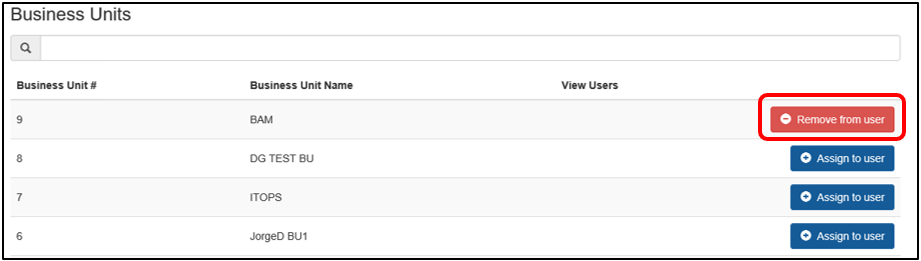 Business Units
Business Unit # Business Unit Name View Users
9 BAM Remove from user
8 DG TEST BU Assign to user
7 ITOPS Assign to user
6 JorgeD BU1 Assign to user